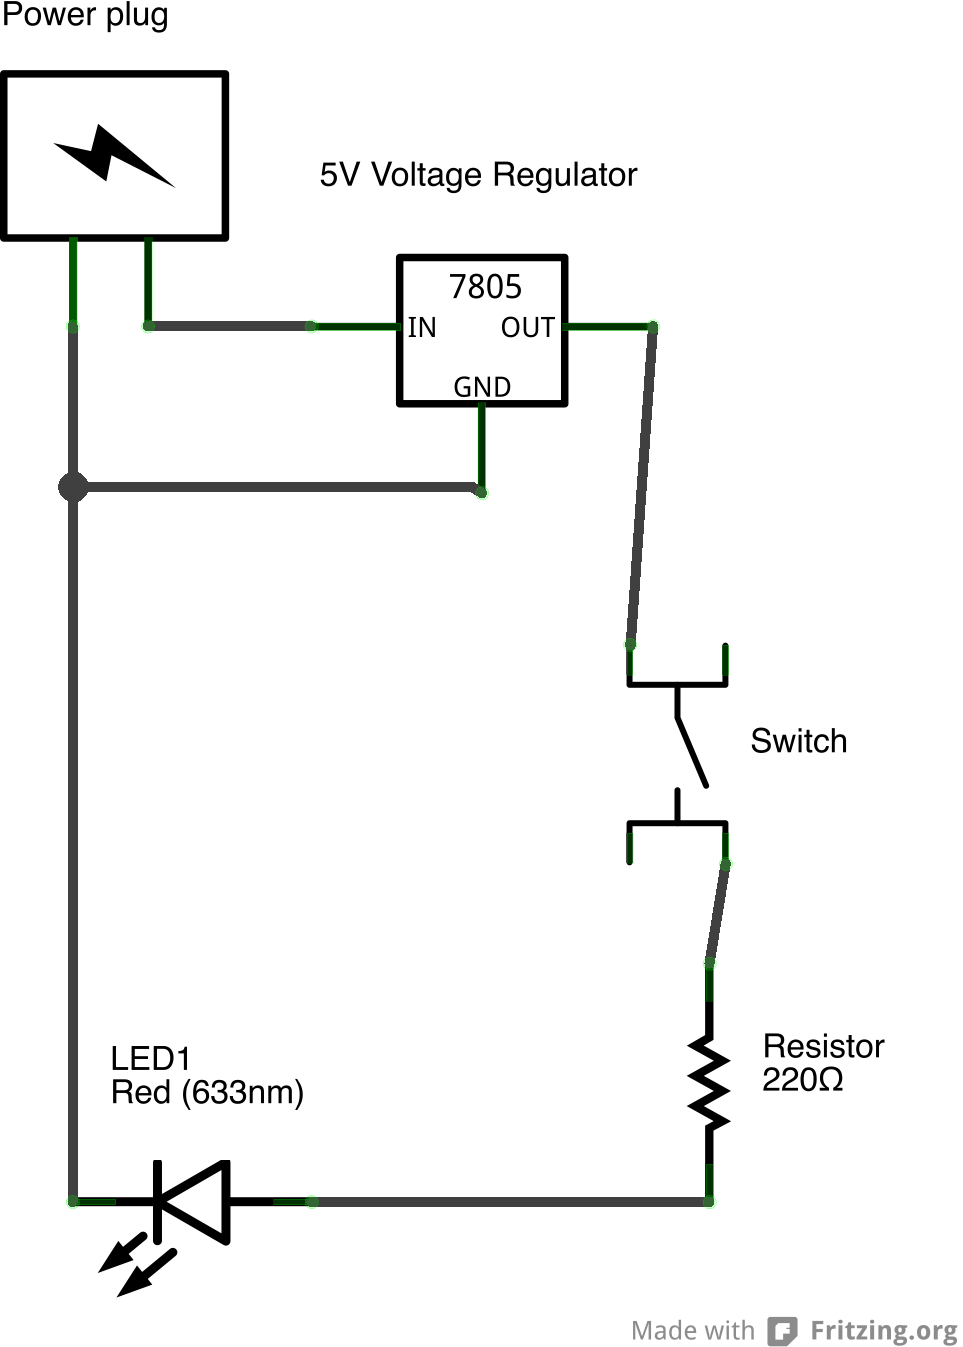 Power plug
5V Voltage Regulator
7805
IN OUT
GND
Switch
Resistor
220Ω
LED1
Red (633nm)
Made with Fritzing.org